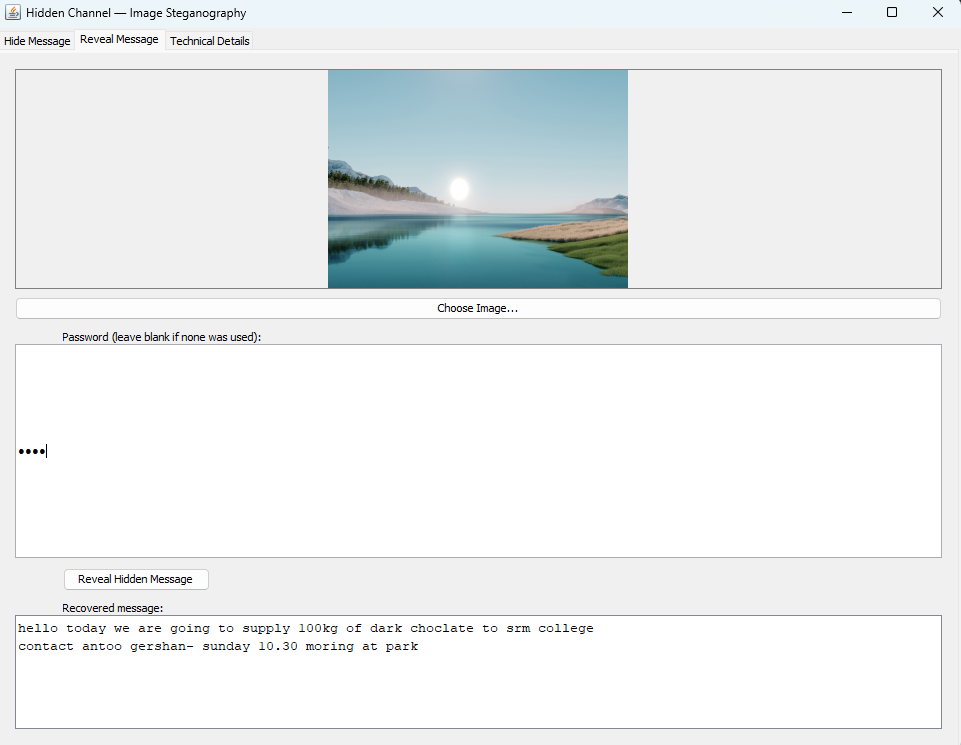 Hidden Channel — Image Steganography
Hide Message Reveal Message Technical Details
Choose Image...
Password (leave blank if none was used):
••••
Reveal Hidden Message
Recovered message:
hello today we are going to supply 100kg of dark choclate to srm college
contact antoo gershan- sunday 10.30 moring at park